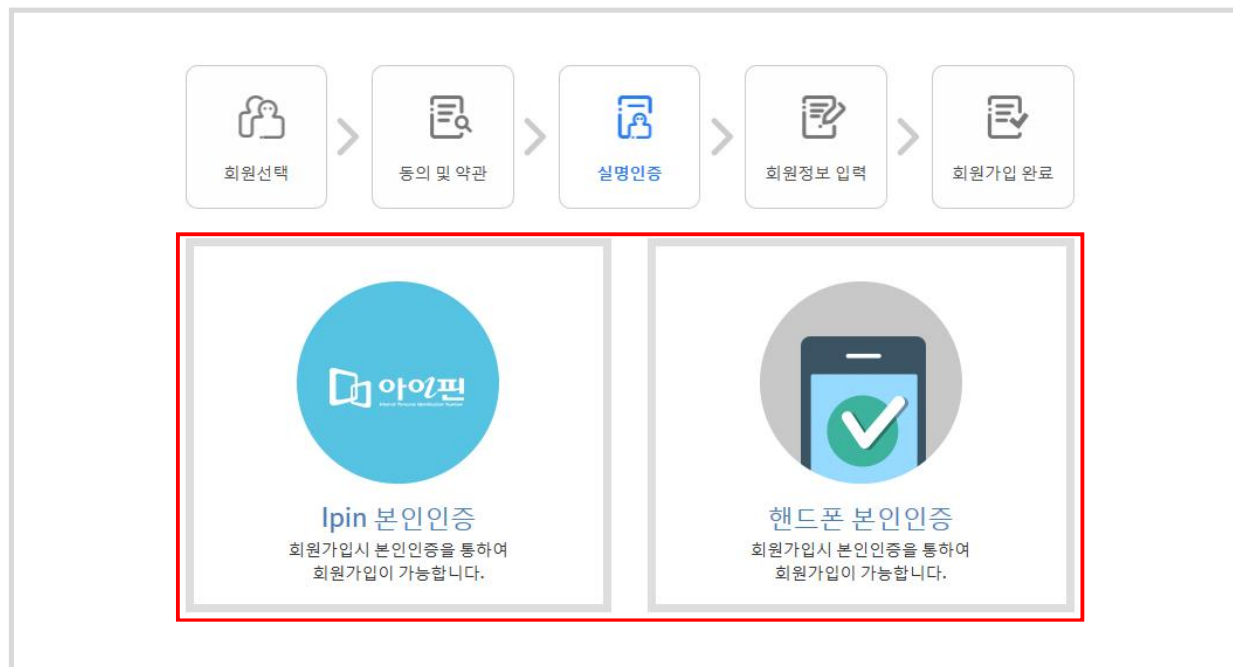 회원선택
동의 및 약관
실명인증
회원정보 입력
회원가입 완료
아이핀
Ipin 본인인증
회원가입시 본인인증을 통하여
회원가입이 가능합니다.
핸드폰 본인인증
회원가입시 본인인증을 통하여
회원가입이 가능합니다.